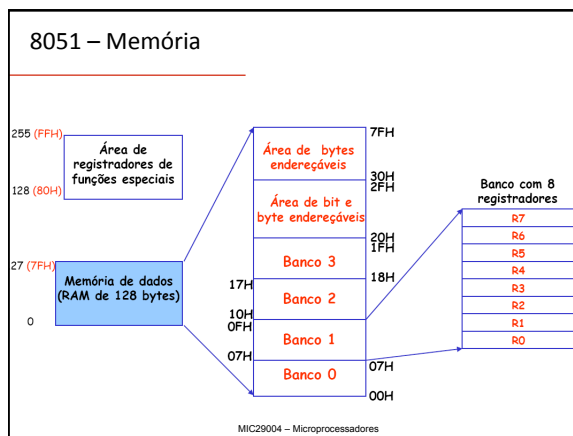 8051 – Memória
255 (FFH)
Área de
registradores de
funções especiais
128 (80H)
27 (7FH)
Memória de dados
(RAM de 128 bytes)
0
7FH
Área de bytes
endereçáveis
30H
2FH
Área de bit e
byte endereçáveis
20H
1FH
Banco 3
18H
17H
Banco 2
10H
0FH
Banco 1
07H
07H
Banco 0
00H
Banco com 8
registradores
R7
R6
R5
R4
R3
R2
R1
R0
MIC29004 – Microprocessadores